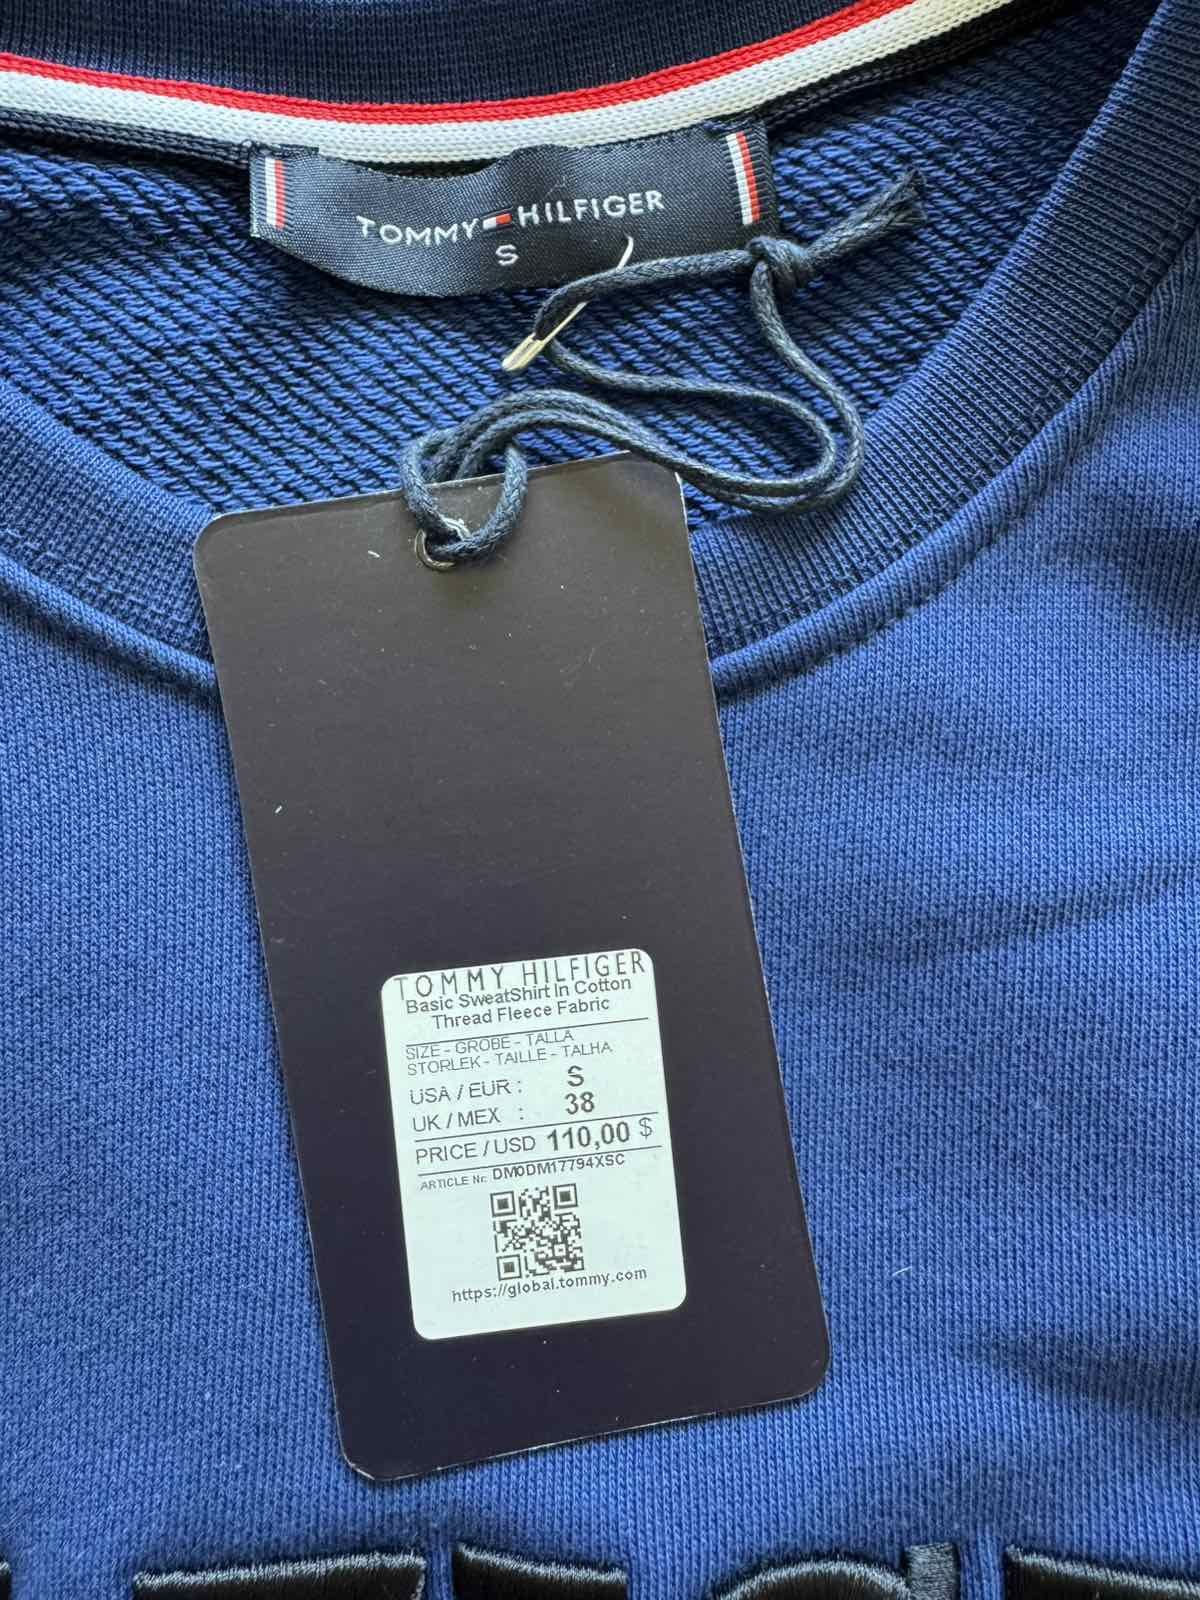 TOMMY HILFIGER
S
TOMMY HILFIGER
Basic SweatShirt In Cotton
Thread Fleece Fabric
SIZE - GROBE - TALLA
STORLEK - TAILLE - TALHA
USA / EUR : S
UK / MEX : 38
PRICE / USD 110,00 $
ARTICLE Nr: DM0DM17794XSC
https://global.tommy.com